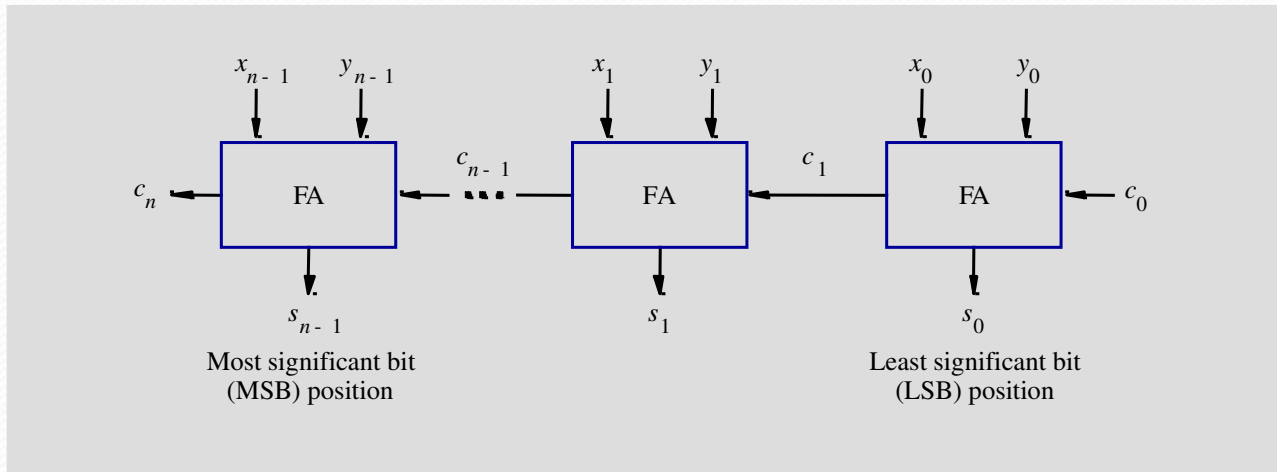 x_{n-1} y_{n-1} x_1 y_1 x_0 y_0
c_n FA c_{n-1} FA c_1 FA c_0
s_{n-1} s_1 s_0
Most significant bit Least significant bit
(MSB) position (LSB) position